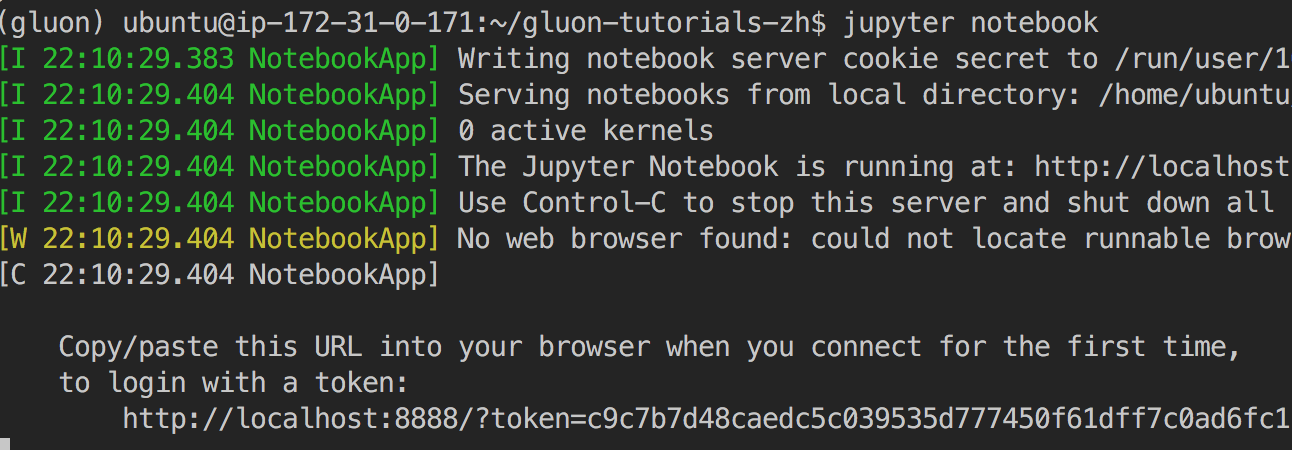 (gluon) ubuntu@ip-172-31-0-171:~/gluon-tutorials-zh$ jupyter notebook
[I 22:10:29.383 NotebookApp] Writing notebook server cookie secret to /run/user/1
[I 22:10:29.404 NotebookApp] Serving notebooks from local directory: /home/ubuntu
[I 22:10:29.404 NotebookApp] 0 active kernels
[I 22:10:29.404 NotebookApp] The Jupyter Notebook is running at: http://localhost
[I 22:10:29.404 NotebookApp] Use Control-C to stop this server and shut down all
[W 22:10:29.404 NotebookApp] No web browser found: could not locate runnable brow
[C 22:10:29.404 NotebookApp]
Copy/paste this URL into your browser when you connect for the first time,
to login with a token:
http://localhost:8888/?token=c9c7b7d48caedc5c039535d777450f61dff7c0ad6fc1